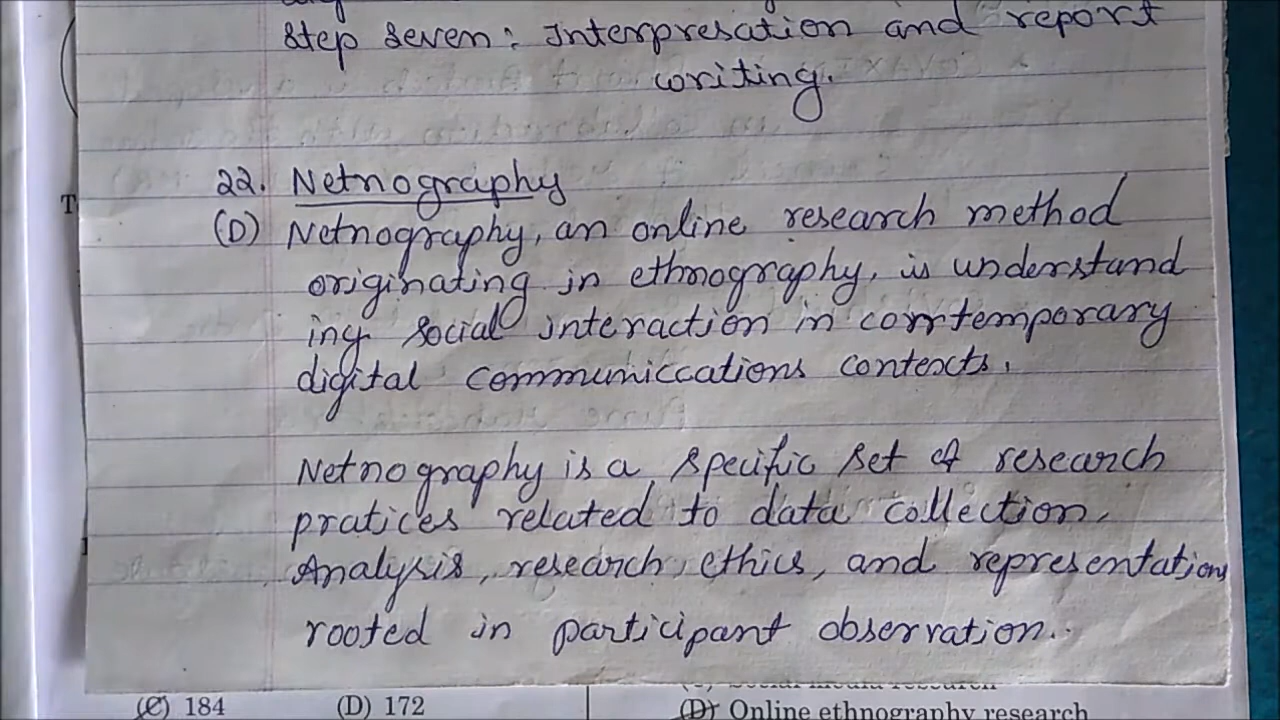 Step Seven: Interpresation and report
writing.
22. Netnography
(D) Netnography, an online research method
originating in ethnography, is understand
ing social interaction in comtemporary
digital communiccations contexts.
Netnography is a specific set of research
pratices related to data collection,
Analysis, research, ethics, and representation
rooted in participant observation..
T
(C) 184
(D) 172
(D) Online ethnography research